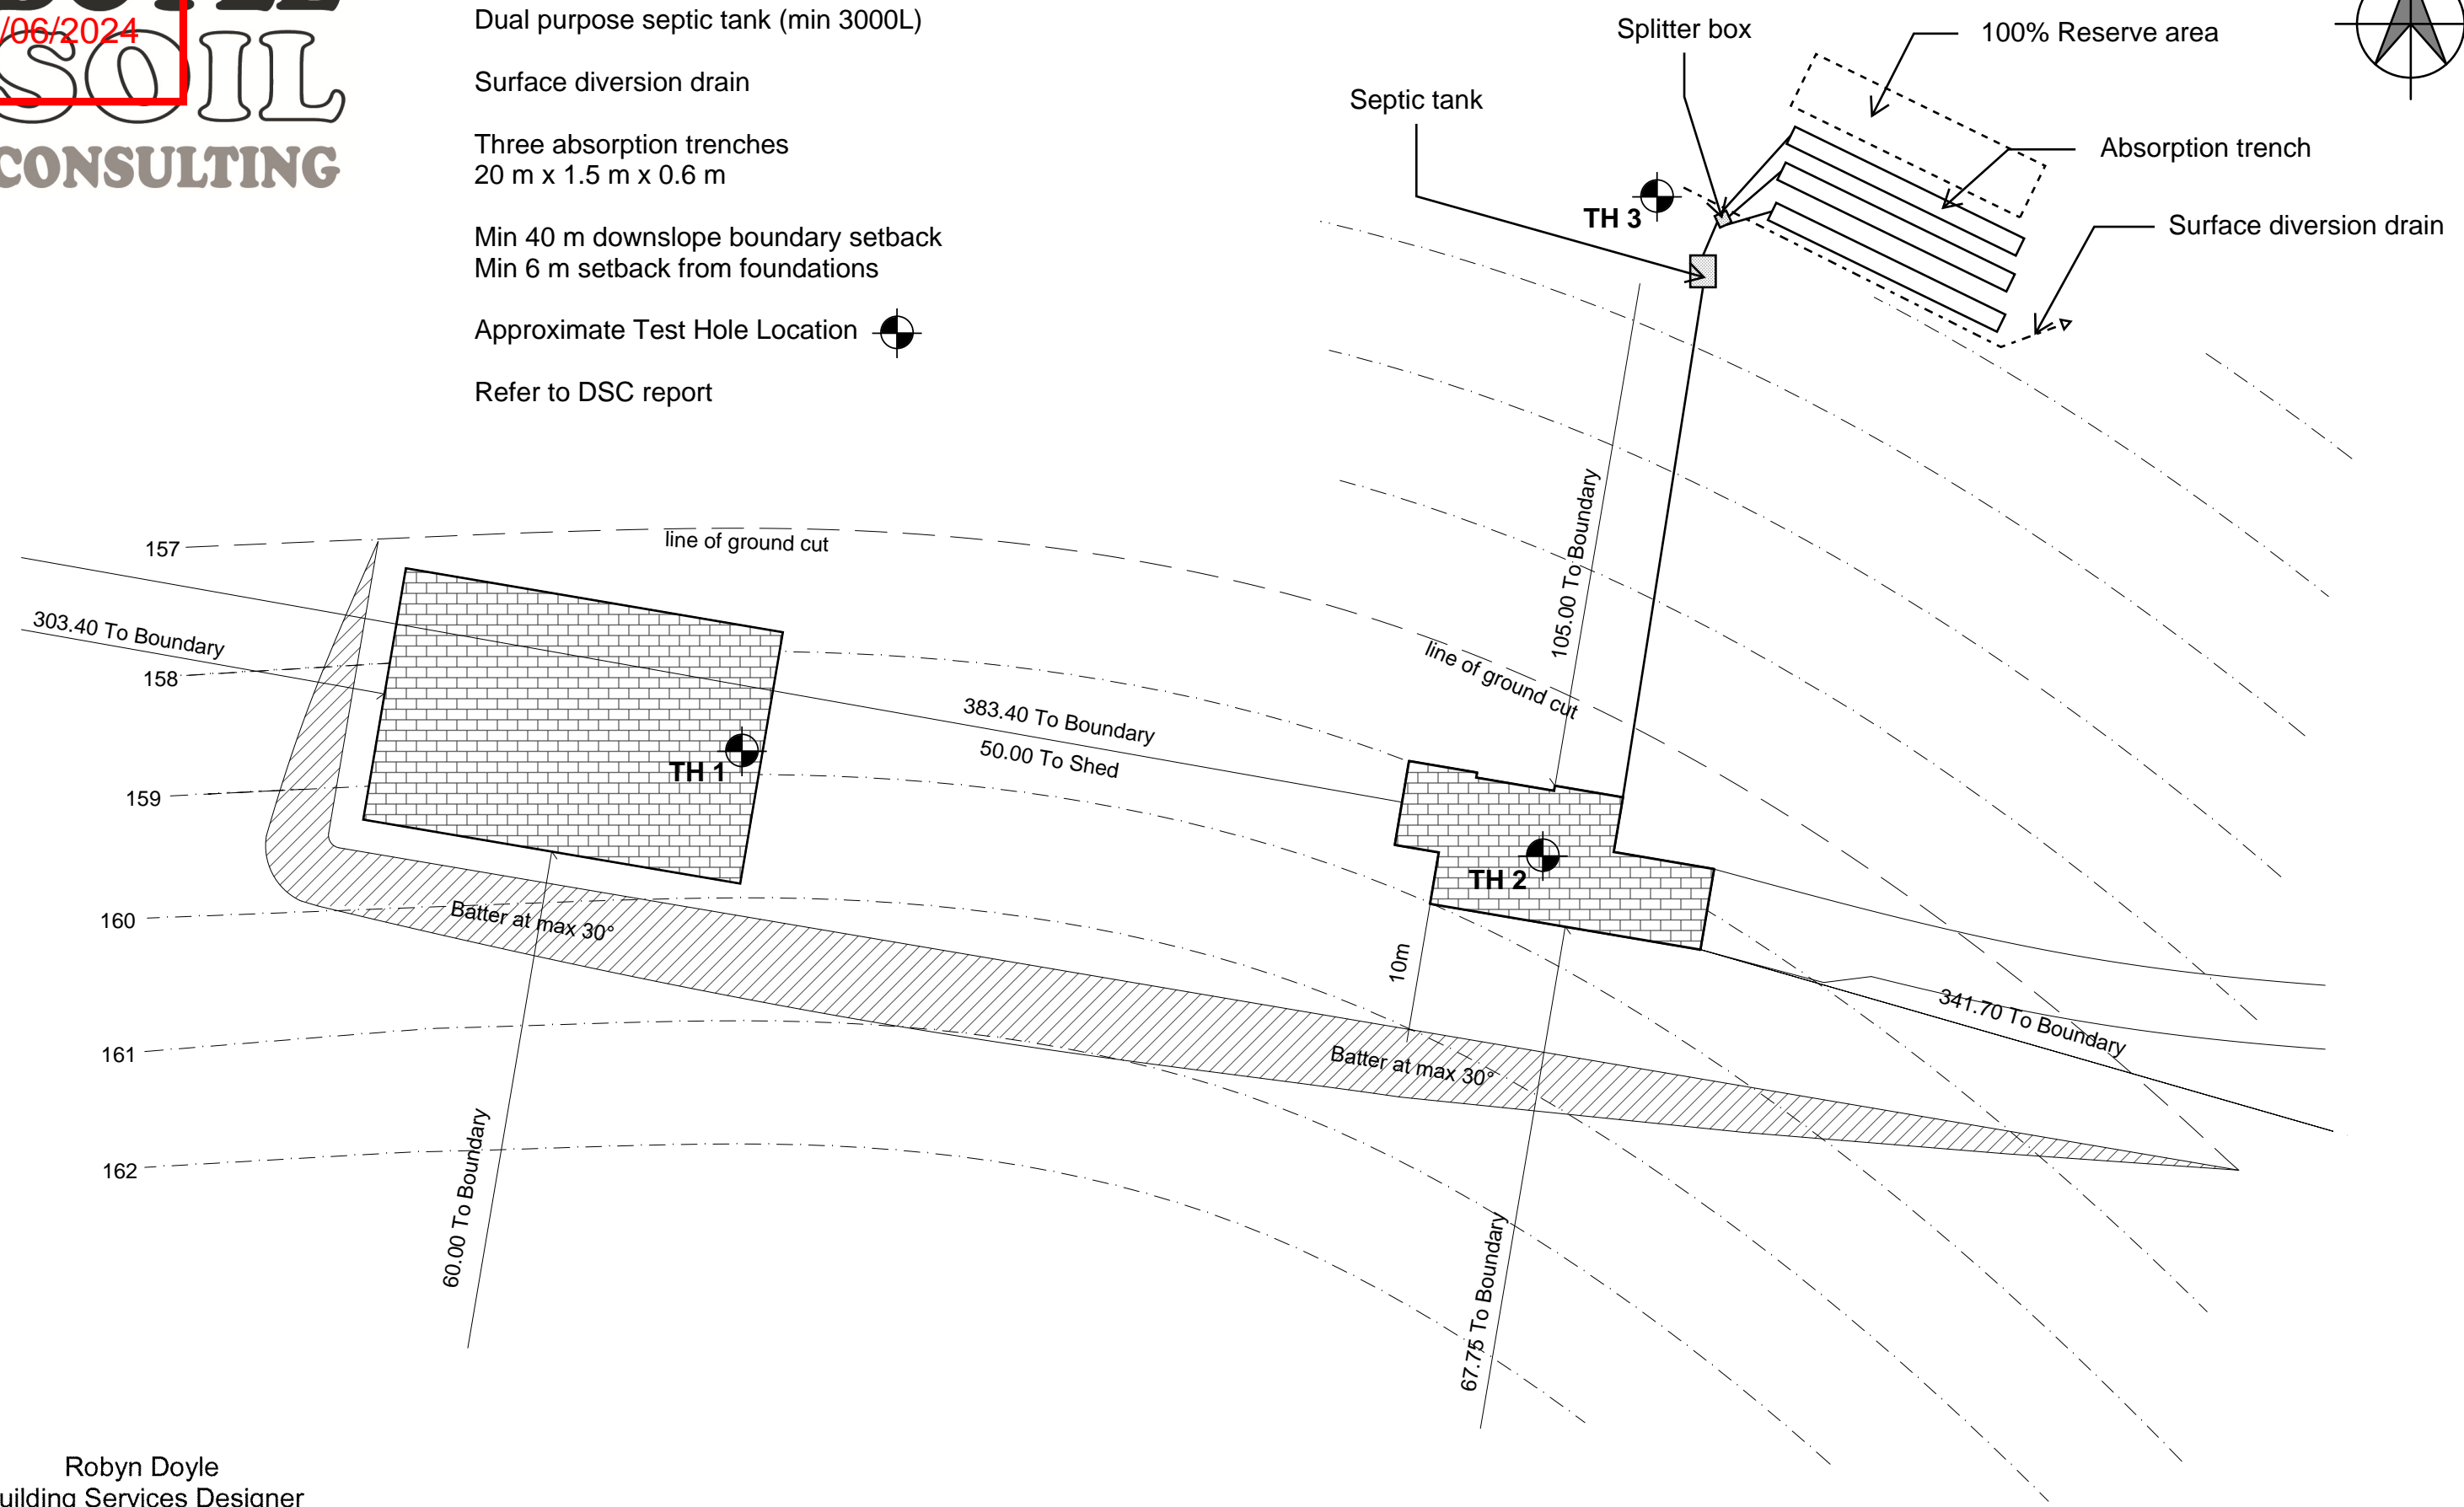 /06/2024
SOIL
CONSULTING
Dual purpose septic tank (min 3000L)
Surface diversion drain
Three absorption trenches
20 m x 1.5 m x 0.6 m
Min 40 m downslope boundary setback
Min 6 m setback from foundations
Approximate Test Hole Location
Refer to DSC report
Splitter box
100% Reserve area
Septic tank
Absorption trench
TH 3
Surface diversion drain
157
line of ground cut
105.00 To Boundary
303.40 To Boundary
line of ground cut
158
383.40 To Boundary
50.00 To Shed
TH 1
159
TH 2
160
Batter at max 30°
10m
341.70 To Boundary
161
Batter at max 30°
162
60.00 To Boundary
67.75 To Boundary
Robyn Doyle
uilding Services Designer